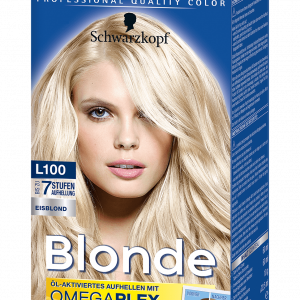 PROFESSIONAL QUALITY COLOR
Schwarzkopf
L100
BIS ZU 7 STUFEN
AUFHELLUNG
EISBLOND
Blonde
ÖL-AKTIVIERTES AUFHELLEN MIT
OMEGAPLEX